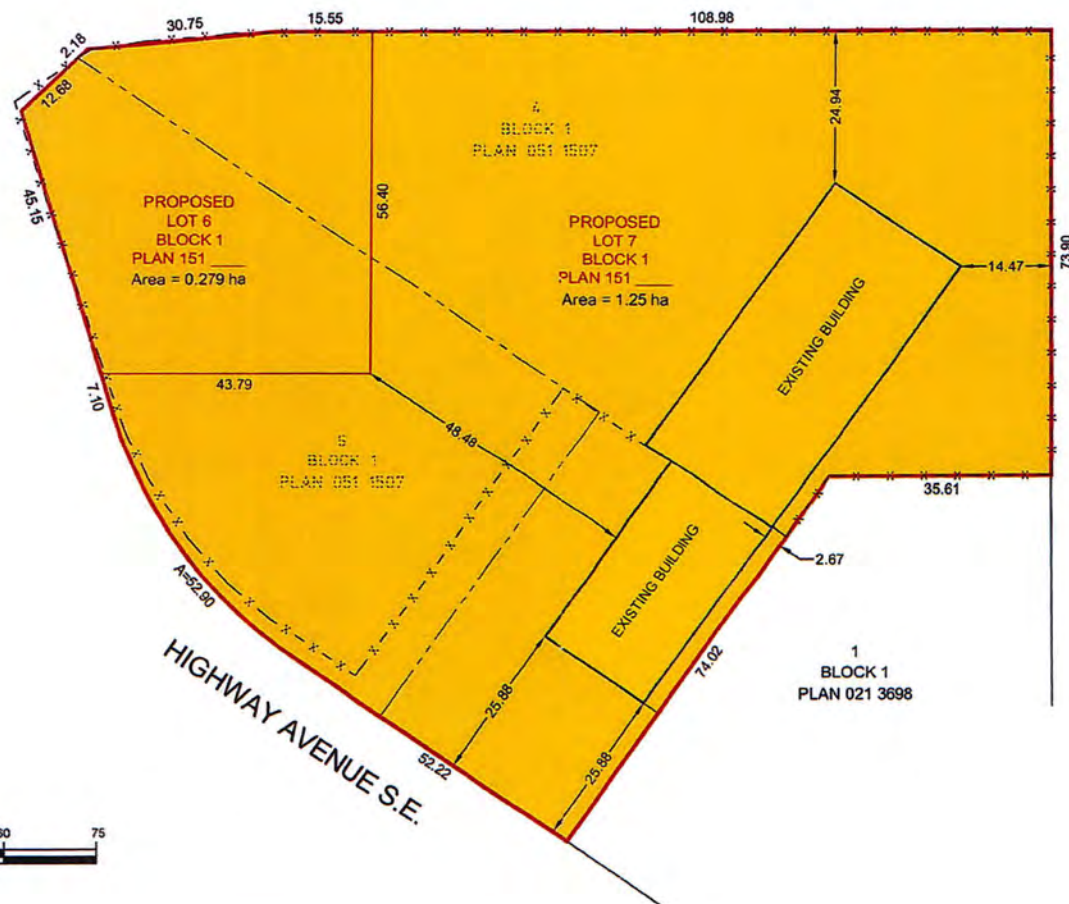 30.75
15.55
108.98
2.18
12.68
24.94
4
BLOCK 1
PLAN 051 1507
45.15
56.40
PROPOSED
LOT 6
BLOCK 1
PLAN 151 ____
Area = 0.279 ha
PROPOSED
LOT 7
BLOCK 1
PLAN 151 ____
Area = 1.25 ha
73.90
14.47
EXISTING BUILDING
43.79
7.10
48.48
5
BLOCK 1
PLAN 051 1507
35.61
2.67
EXISTING BUILDING
A=52.90
74.02
1
BLOCK 1
PLAN 021 3698
HIGHWAY AVENUE S.E.
25.88
52.22
25.88
60
75